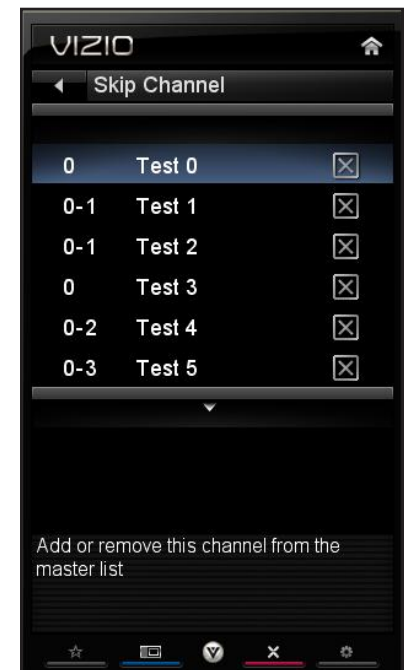 VIZIO
Skip Channel
0 Test 0
0-1 Test 1
0-1 Test 2
0 Test 3
0-2 Test 4
0-3 Test 5
Add or remove this channel from the
master list
V